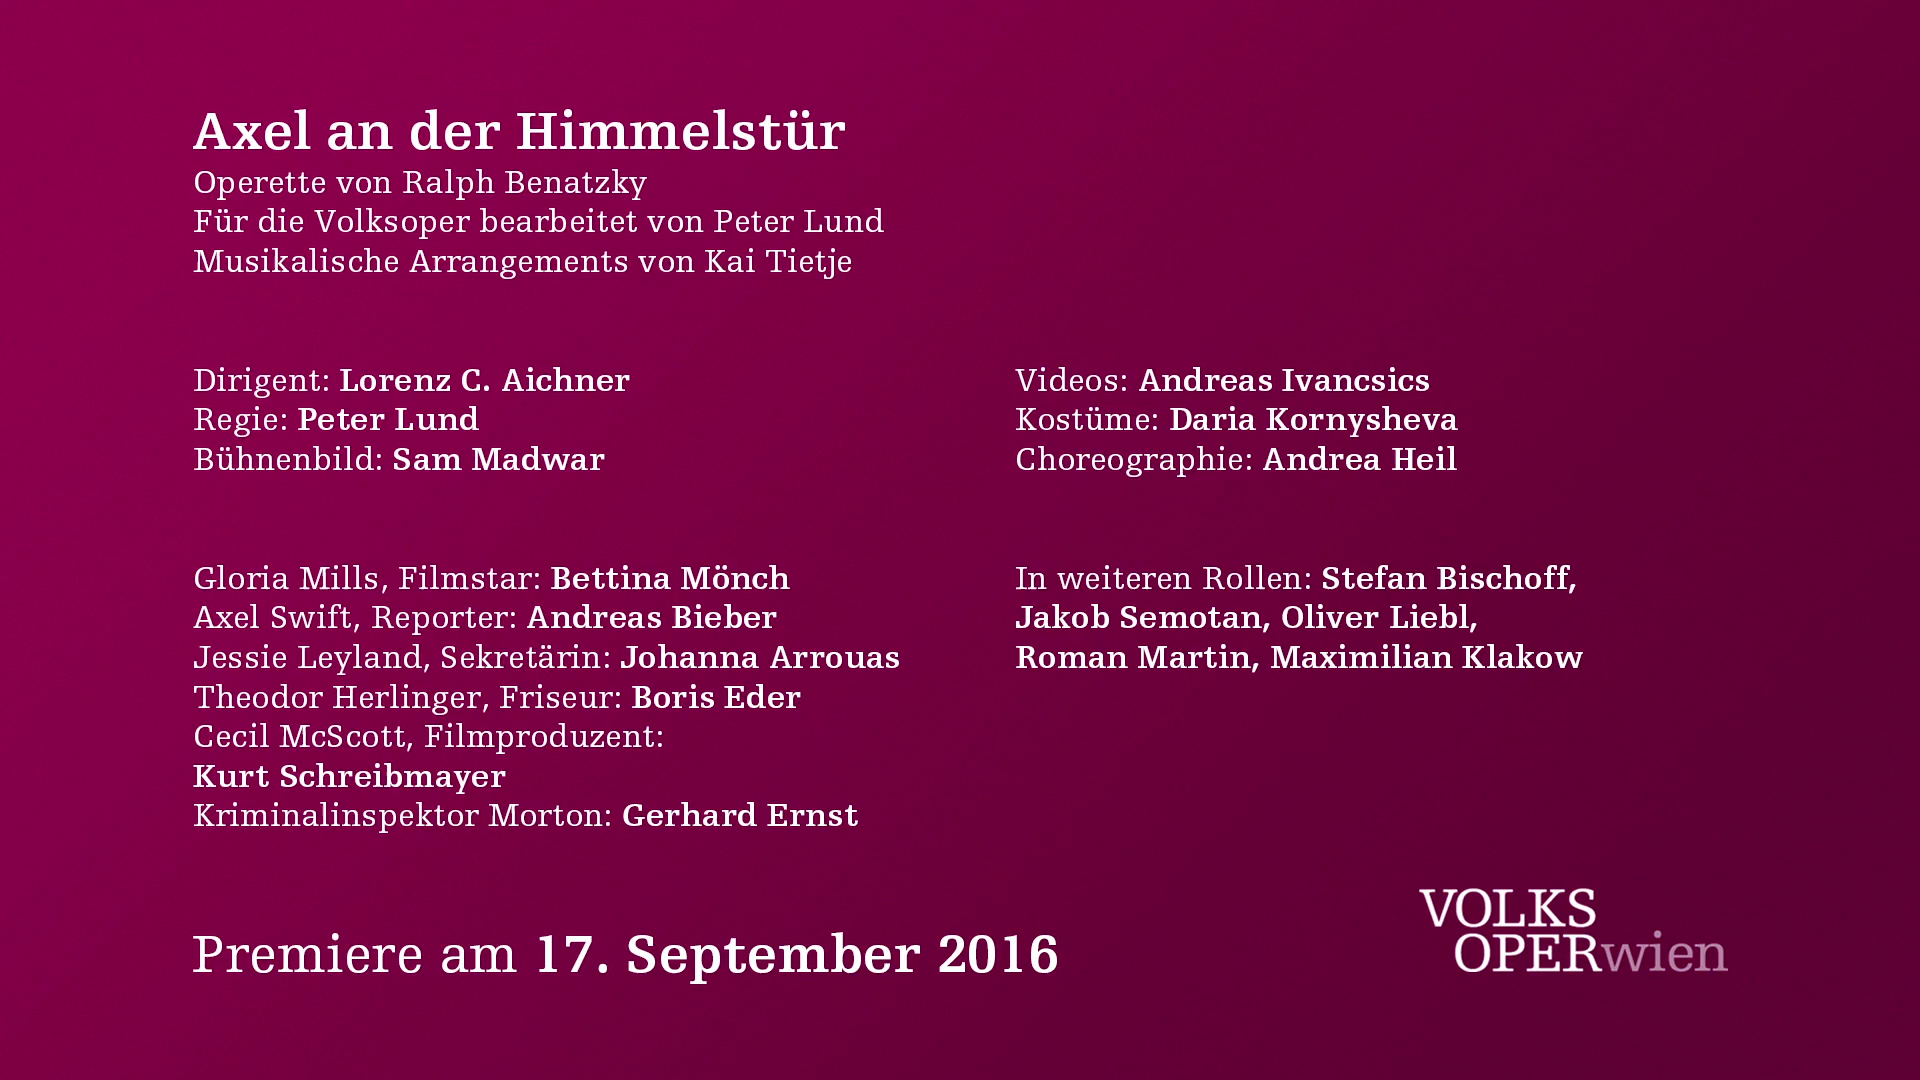 Axel an der Himmelstür
Operette von Ralph Benatzky
Für die Volksoper bearbeitet von Peter Lund
Musikalische Arrangements von Kai Tietje
Dirigent: Lorenz C. Aichner
Regie: Peter Lund
Bühnenbild: Sam Madwar
Videos: Andreas Ivancsics
Kostüme: Daria Kornysheva
Choreographie: Andrea Heil
Gloria Mills, Filmstar: Bettina Mönch
Axel Swift, Reporter: Andreas Bieber
Jessie Leyland, Sekretärin: Johanna Arrouas
Theodor Herlinger, Friseur: Boris Eder
Cecil McScott, Filmproduzent:
Kurt Schreibmayer
Kriminalinspektor Morton: Gerhard Ernst
In weiteren Rollen: Stefan Bischoff,
Jakob Semotan, Oliver Liebl,
Roman Martin, Maximilian Klakow
Premiere am 17. September 2016
VOLKS
OPERwien